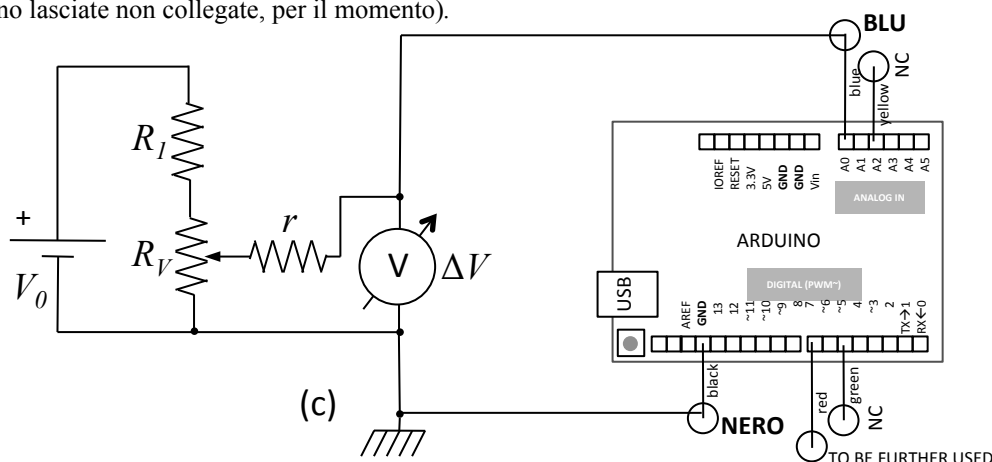 no lasciate non collegate, per il momento).
BLU
NC
blue
yellow
R1
+
V0
RV
r
V
ΔV
IOREF
RESET
3.3V
5V
GND
GND
Vin
A0
A1
A2
A3
A4
A5
ANALOG IN
ARDUINO
USB
DIGITAL (PWM~)
AREF
GND
13
12
~11
~10
~9
8
7
~6
~5
4
~3
2
TX→1
RX←0
black
red
green
(c)
NERO
NC
TO BE FURTHER USED